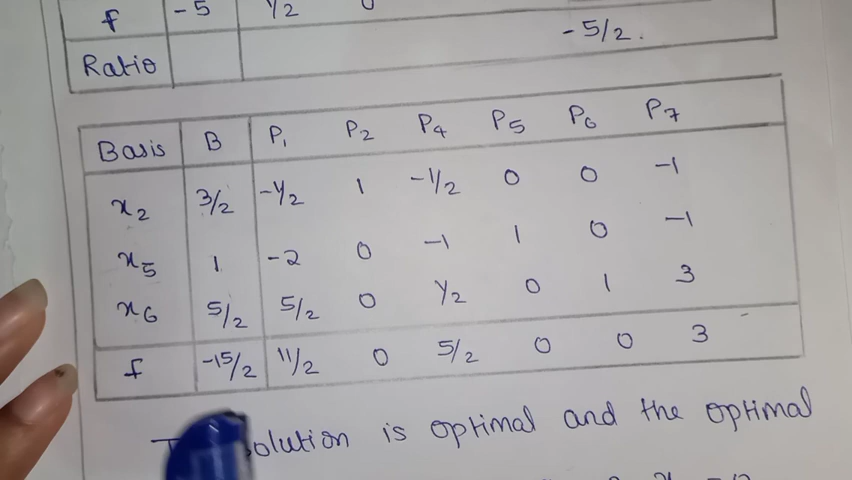 f -5 1/2 0
-5/2.
Ratio
Basis B P1 P2 P4 P5 P6 P7
x2 3/2 -1/2 1 -1/2 0 0 -1
x5 1 -2 0 -1 1 0 -1
x6 5/2 5/2 0 1/2 0 1 3
f -15/2 11/2 0 5/2 0 0 3
solution is optimal and the optimal